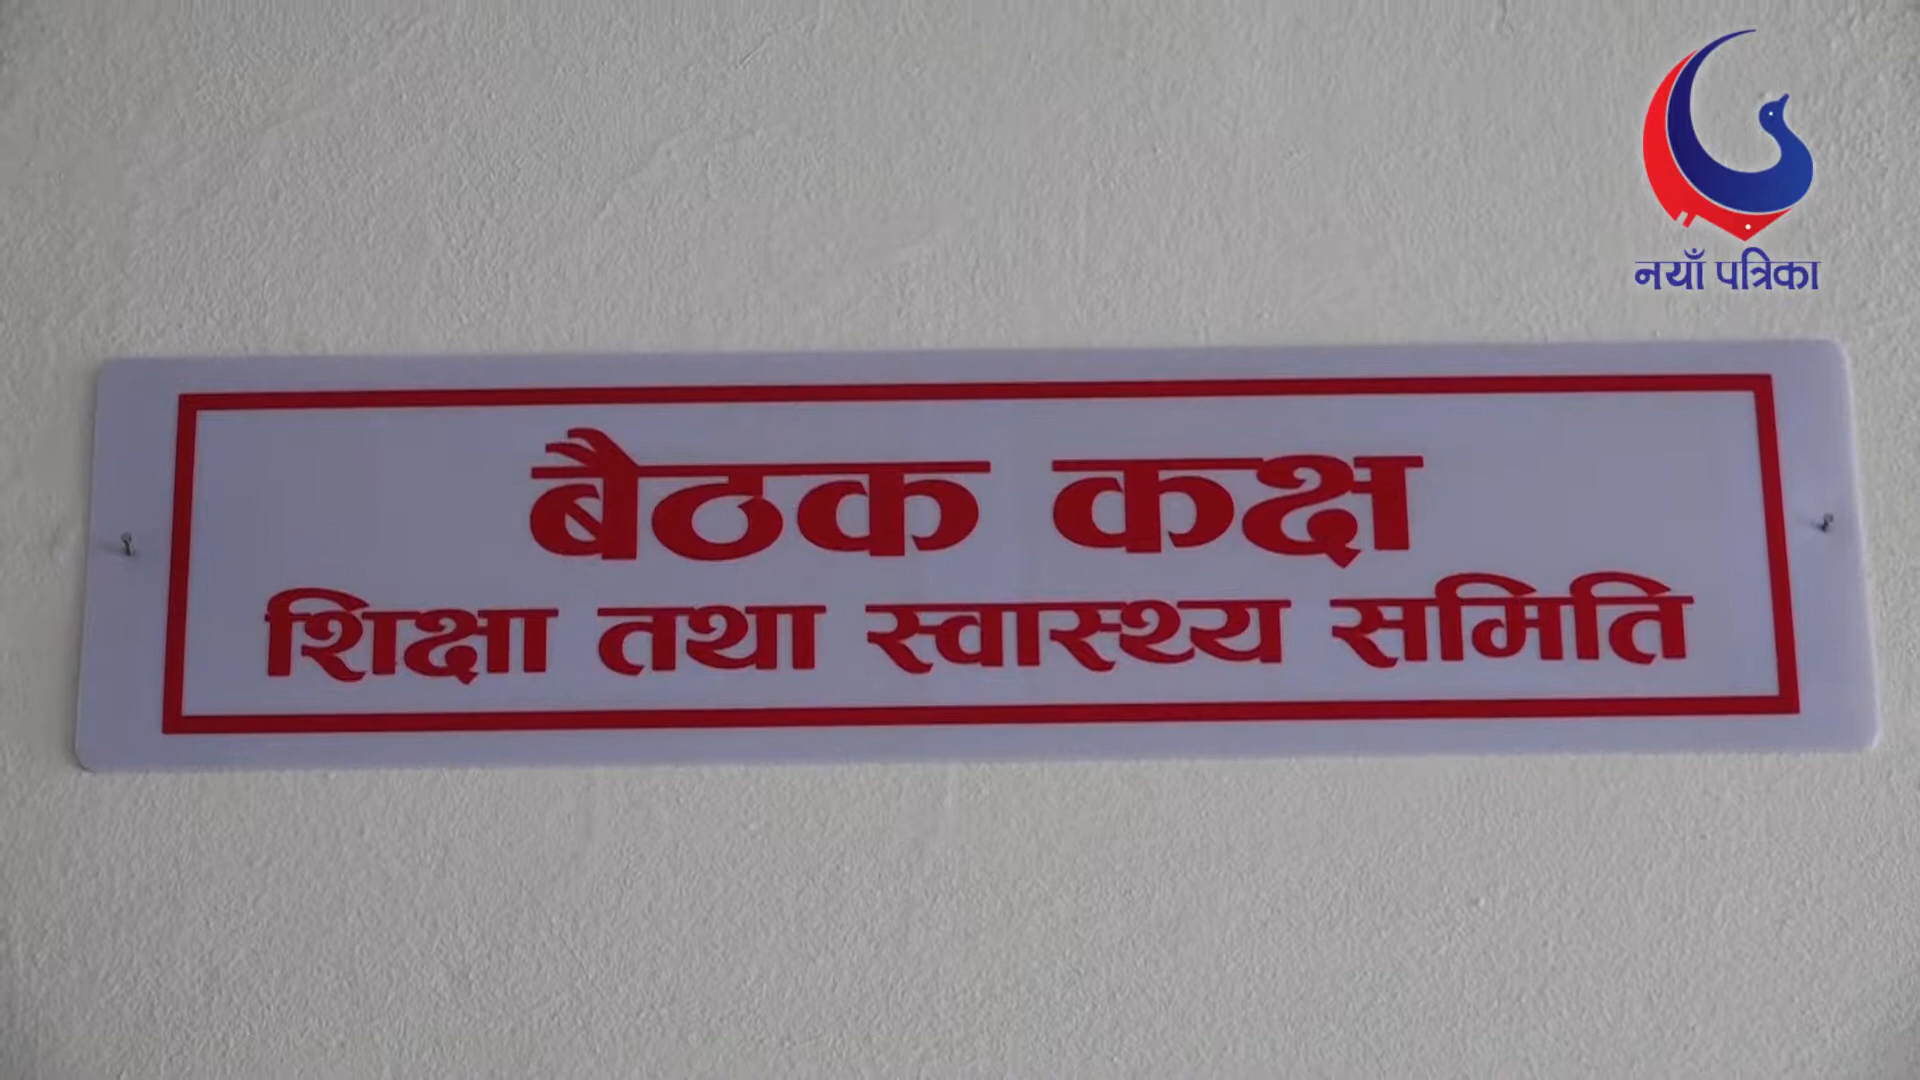 नयाँ पत्रिका
बैठक कक्ष
शिक्षा तथा स्वास्थ्य समिति